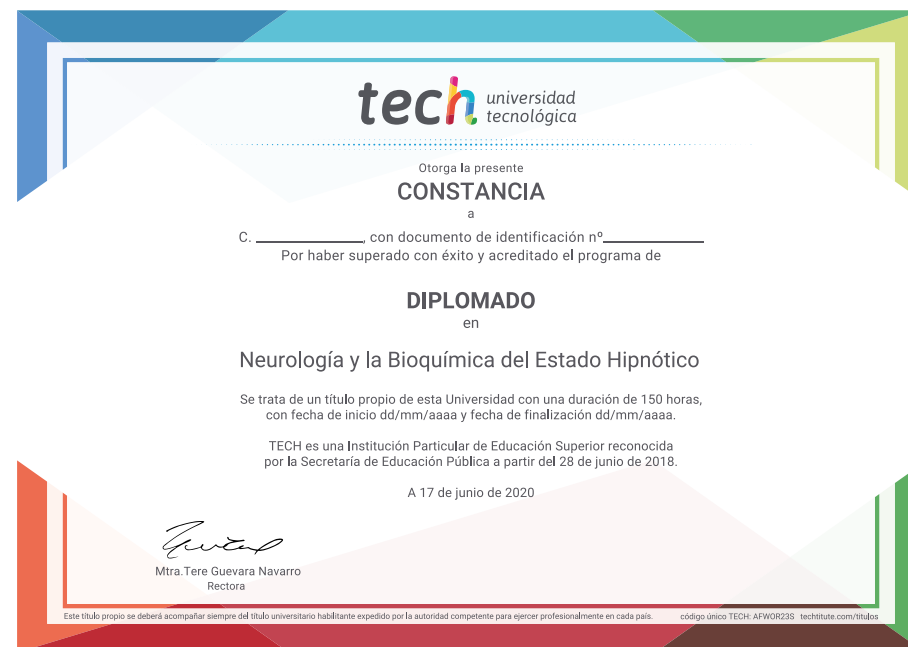 tech universidad
tecnológica
Otorga la presente
CONSTANCIA
a
C. ______________, con documento de identificación nº_____________
Por haber superado con éxito y acreditado el programa de
DIPLOMADO
en
Neurología y la Bioquímica del Estado Hipnótico
Se trata de un título propio de esta Universidad con una duración de 150 horas,
con fecha de inicio dd/mm/aaaa y fecha de finalización dd/mm/aaaa.
TECH es una Institución Particular de Educación Superior reconocida
por la Secretaría de Educación Pública a partir del 28 de junio de 2018.
A 17 de junio de 2020
Mtra.Tere Guevara Navarro
Rectora
Este título propio se deberá acompañar siempre del título universitario habilitante expedido por la autoridad competente para ejercer profesionalmente en cada país. código único TECH: AFWOR23S techtitute.com/titulos